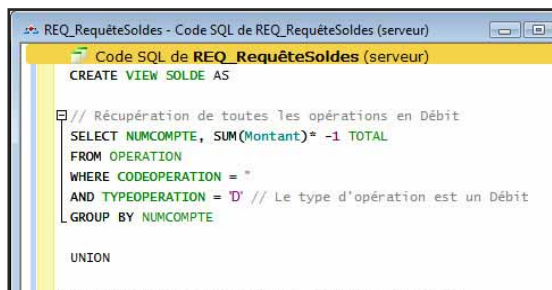 REQ_RequêteSoldes - Code SQL de REQ_RequêteSoldes (serveur)
Code SQL de REQ_RequêteSoldes (serveur)
CREATE VIEW SOLDE AS
// Récupération de toutes les opérations en Débit
SELECT NUMCOMPTE, SUM(Montant)* -1 TOTAL
FROM OPERATION
WHERE CODEOPERATION = ''
AND TYPEOPERATION = 'D' // Le type d'opération est un Débit
GROUP BY NUMCOMPTE
UNION